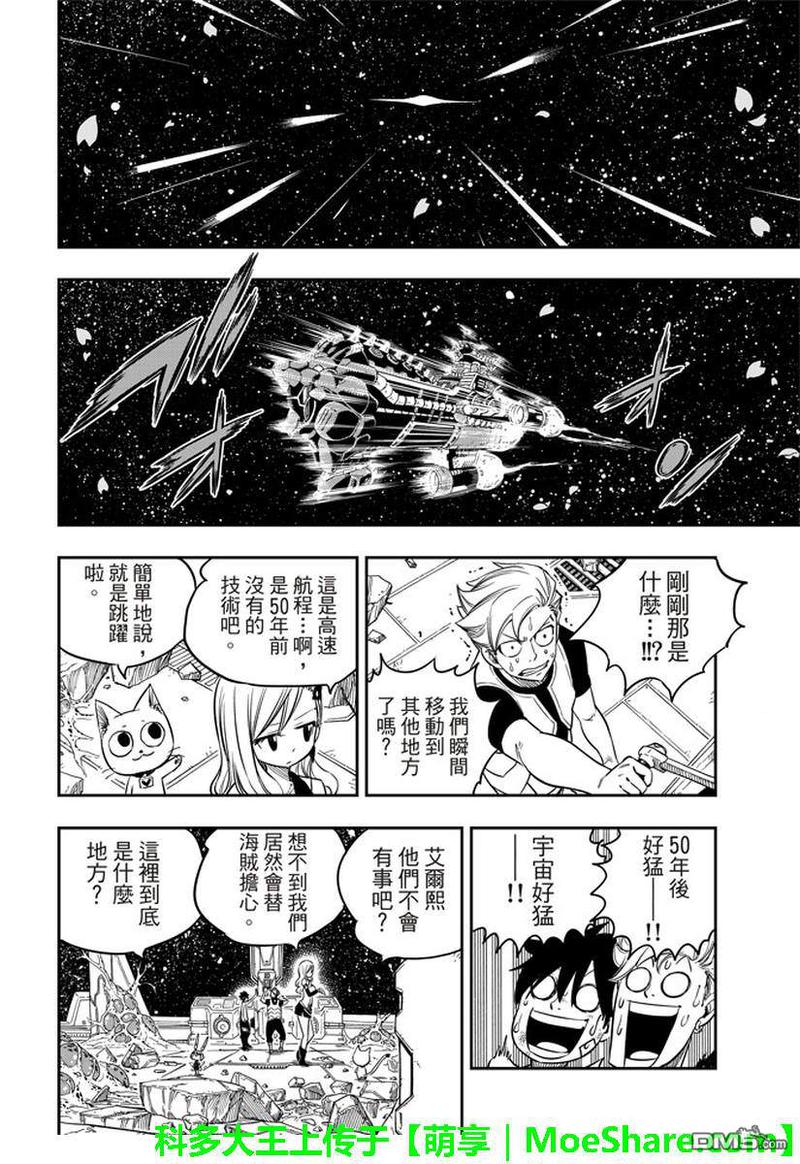 剛剛那是
什麼…!!?
我們瞬間
移動到
其他地方
了嗎？
這是高速
航程…啊，
是50年前
沒有的
技術吧。
簡單地說，
就是跳躍
啦。
50年後
好猛——!!
宇宙好猛
——!!
艾爾熙
他們不會
有事吧？
想不到我們
居然會替
海賊擔心。
這裡到底
是什麼
地方？
科多大王上传于【萌享｜MoeShare